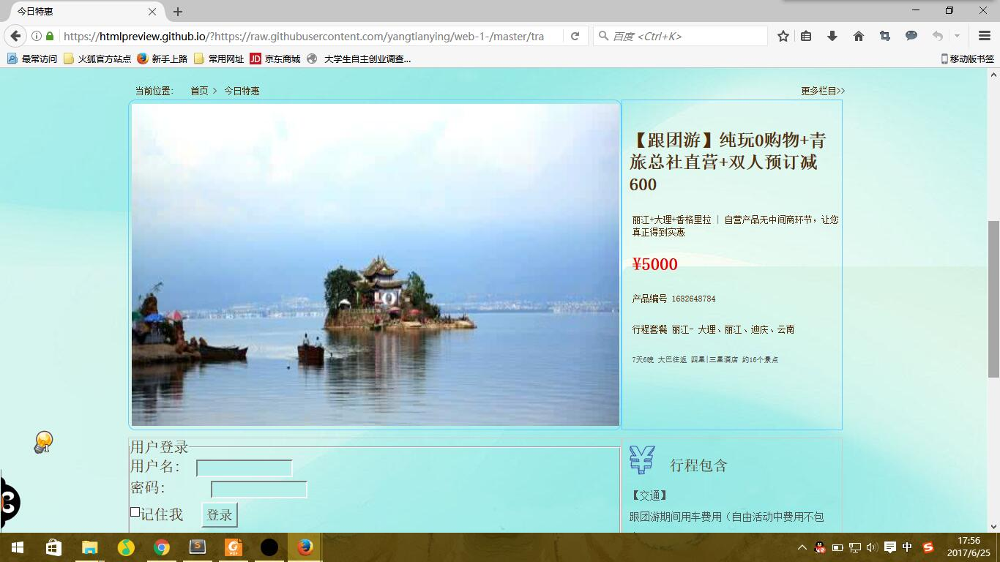 今日特惠
https://htmlpreview.github.io/?https://raw.githubusercontent.com/yangtianying/web-1-/master/tra
百度 <Ctrl+K>
最常访问 火狐官方站点 新手上路 常用网址 JD 京东商城 大学生自主创业调查... 移动版书签
当前位置： 首页 > 今日特惠 更多栏目>>
【跟团游】纯玩0购物+青
旅总社直营+双人预订减
600
丽江+大理+香格里拉 | 自营产品无中间商环节，让您
真正得到实惠
¥5000
产品编号 1682648784
行程套餐 丽江- 大理、丽江、迪庆、云南
7天6晚 大巴往返 四星|三星酒店 约16个景点
用户登录
用户名：
密码：
记住我 登录
行程包含
【交通】
跟团游期间用车费用（自由活动中费用不包
中
17:56
2017/6/25